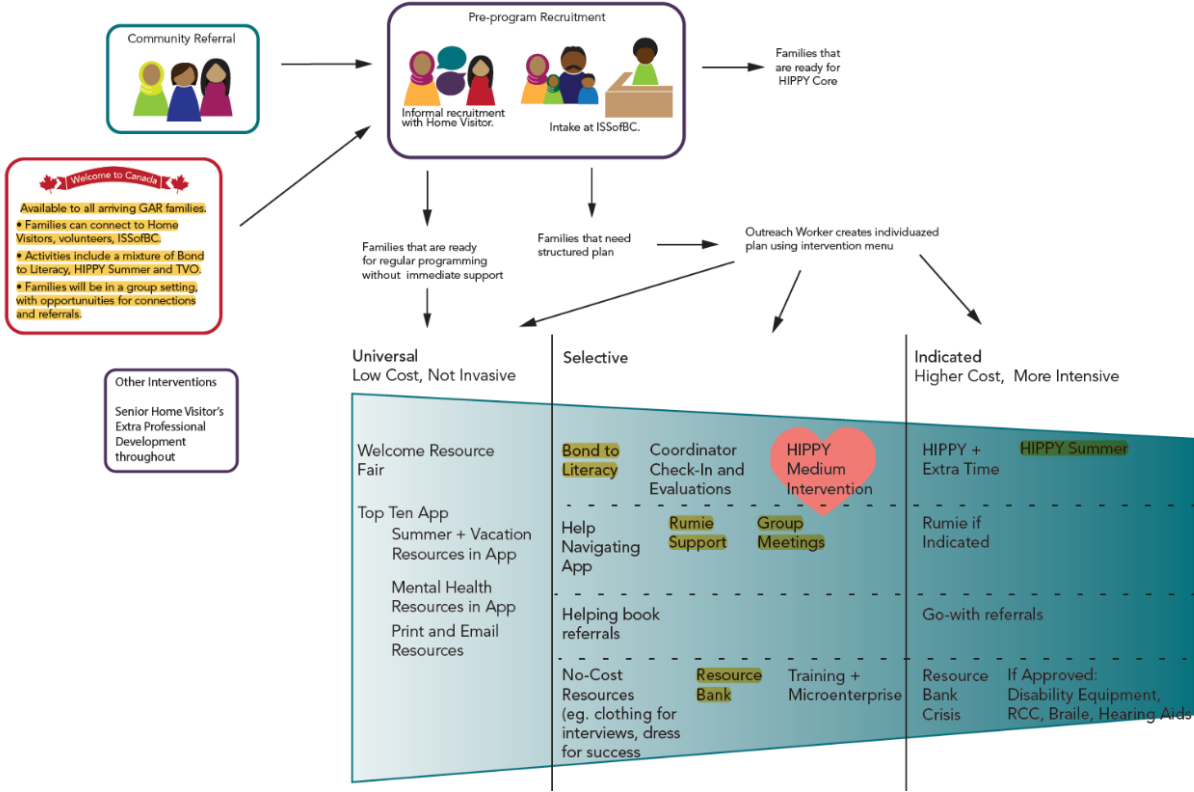 Community Referral
Pre-program Recruitment
Informal recruitment
with Home Visitor.
Intake at ISSofBC.
Families that
are ready for
HIPPY Core
Welcome to Canada
Available to all arriving GAR families.
• Families can connect to Home
Visitors, volunteers, ISSofBC.
• Activities include a mixture of Bond
to Literacy, HIPPY Summer and TVO.
• Families will be in a group setting,
with opportunities for connections
and referrals.
Families that are ready
for regular programming
without immediate support
Families that need
structured plan
Outreach Worker creates individuazed
plan using intervention menu
Other Interventions
Senior Home Visitor's
Extra Professional
Development
throughout
Universal
Low Cost, Not Invasive
Selective
Indicated
Higher Cost, More Intensive
Welcome Resource
Fair
Top Ten App
Summer + Vacation
Resources in App
Mental Health
Resources in App
Print and Email
Resources
Bond to
Literacy
Coordinator
Check-In and
Evaluations
HIPPY
Medium
Intervention
HIPPY +
Extra Time
HIPPY Summer
Help
Navigating
App
Rumie
Support
Group
Meetings
Rumie if
Indicated
Helping book
referrals
Go-with referrals
No-Cost
Resources
(eg. clothing for
interviews, dress
for success
Resource
Bank
Training +
Microenterprise
Resource
Bank
Crisis
If Approved:
Disability Equipment,
RCC, Braile, Hearing Aids